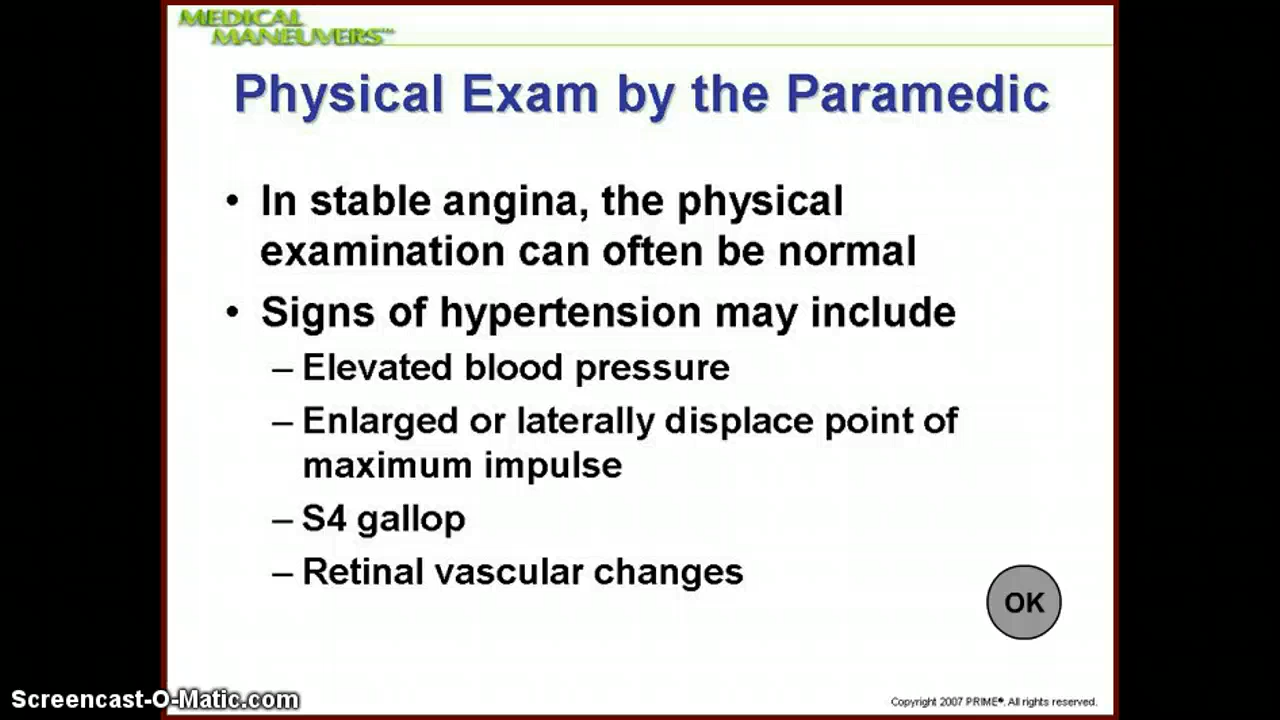 MEDICAL
MANEUVERS™
Physical Exam by the Paramedic
• In stable angina, the physical
examination can often be normal
• Signs of hypertension may include
– Elevated blood pressure
– Enlarged or laterally displace point of
maximum impulse
– S4 gallop
– Retinal vascular changes
OK
Screencast-O-Matic.com
Copyright 2007 PRIME®. All rights reserved.